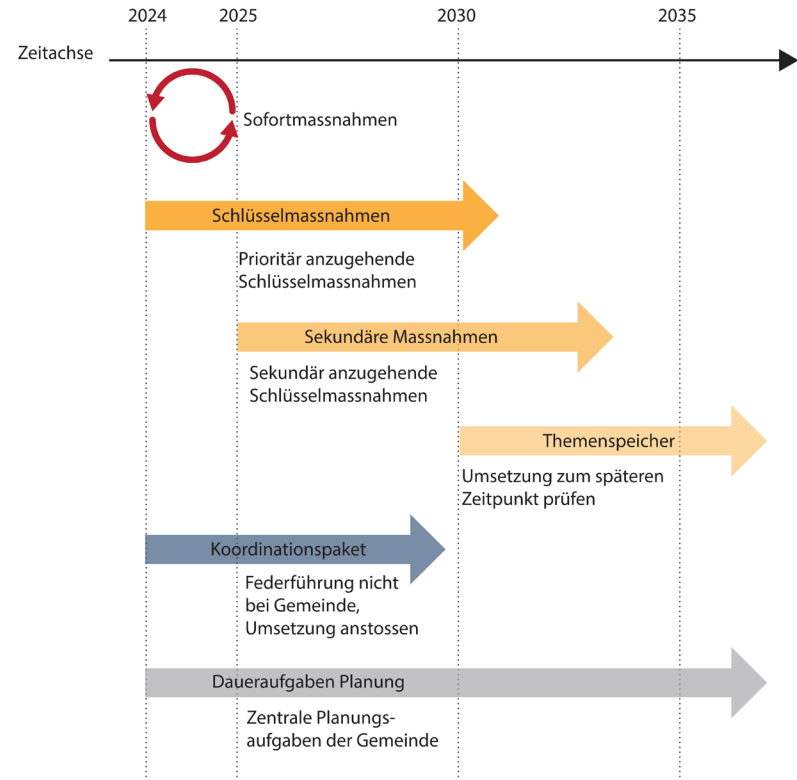 2024 2025 2030 2035
Zeitachse
Sofortmassnahmen
Schlüsselmassnahmen
Prioritär anzugehende
Schlüsselmassnahmen
Sekundäre Massnahmen
Sekundär anzugehende
Schlüsselmassnahmen
Themenspeicher
Umsetzung zum späteren
Zeitpunkt prüfen
Koordinationspaket
Federführung nicht
bei Gemeinde,
Umsetzung anstossen
Daueraufgaben Planung
Zentrale Planungs-
aufgaben der Gemeinde